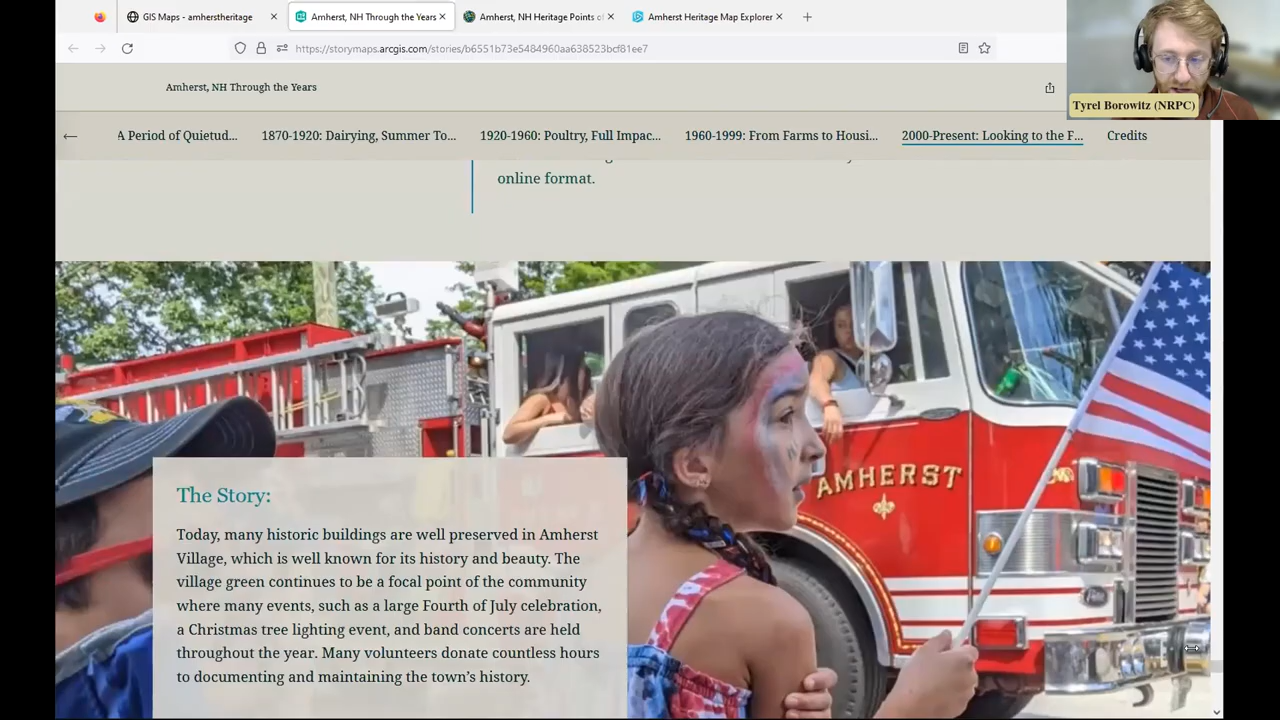 GIS Maps - amherstheritage
Amherst, NH Through the Years
Amherst, NH Heritage Points of
Amherst Heritage Map Explorer
https://storymaps.arcgis.com/stories/b6551b73e5484960aa638523bcf81ee7
Amherst, NH Through the Years
Tyrel Borowitz (NRPC)
A Period of Quietud...
1870-1920: Dairying, Summer To...
1920-1960: Poultry, Full Impac...
1960-1999: From Farms to Housi...
2000-Present: Looking to the F...
Credits
online format.
AMHERST
The Story:
Today, many historic buildings are well preserved in Amherst
Village, which is well known for its history and beauty. The
village green continues to be a focal point of the community
where many events, such as a large Fourth of July celebration,
a Christmas tree lighting event, and band concerts are held
throughout the year. Many volunteers donate countless hours
to documenting and maintaining the town's history.